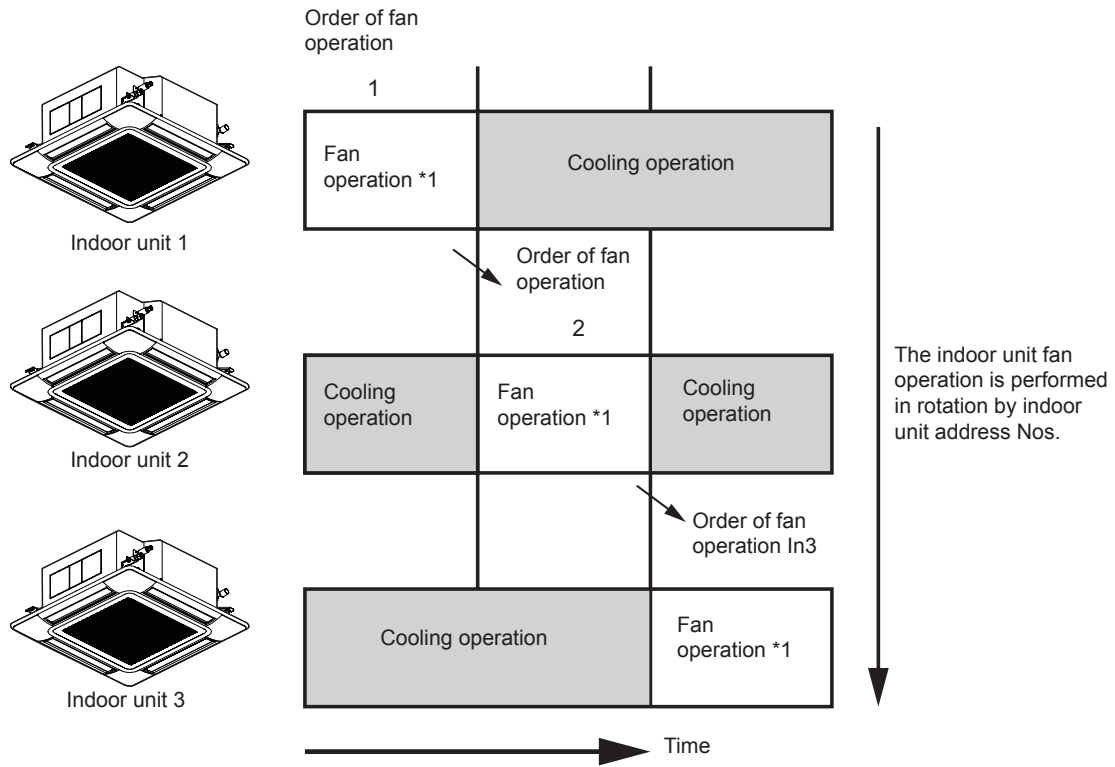 Order of fan
operation
1
Fan
operation *1
Cooling operation
Indoor unit 1
Order of fan
operation
2
Cooling
operation
Fan
operation *1
Cooling
operation
The indoor unit fan
operation is performed
in rotation by indoor
unit address Nos.
Indoor unit 2
Order of fan
operation In3
Cooling operation
Fan
operation *1
Indoor unit 3
Time